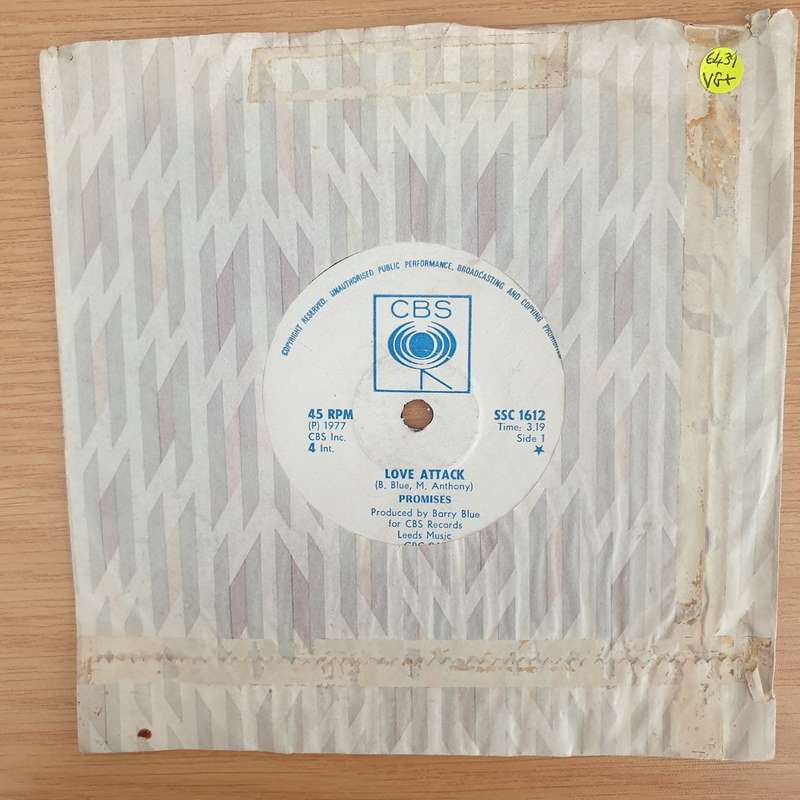 6439
VG+
COPYRIGHT RESERVED. UNAUTHORISED PUBLIC PERFORMANCE, BROADCASTING AND COPYING
CBS
45 RPM
(P) 1977
CBS Inc.
4 Int.
SSC 1612
Time: 3.19
Side 1
LOVE ATTACK
(B. Blue, M. Anthony)
PROMISES
Produced by Barry Blue
for CBS Records
Leeds Music